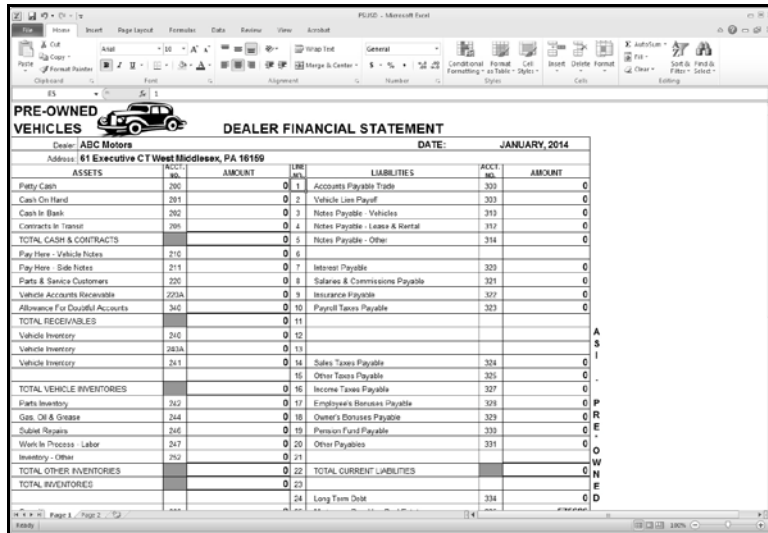 FSUSD - Microsoft Excel
File Home Insert Page Layout Formulas Data Review View Acrobat
Cut
Copy
Format Painter
Paste
Clipboard
Arial 10
B I U
Font
Wrap Text
Merge & Center
Alignment
General
$ % ,
Number
Conditional Formatting
Format as Table
Cell Styles
Styles
Insert Delete Format
Cells
AutoSum
Fill
Clear
Sort & Filter
Find & Select
Editing
E5 fx 1
PRE-OWNED
VEHICLES DEALER FINANCIAL STATEMENT
Dealer: ABC Motors DATE: JANUARY, 2014
Address: 61 Executive CT West Middlesex, PA 16159
ASSETS ACCT. NO. AMOUNT LINE NO. LIABILITIES ACCT. NO. AMOUNT
Petty Cash 200 0 1 Accounts Payable Trade 300 0
Cash On Hand 201 0 2 Vehicle Lien Payoff 303 0
Cash In Bank 202 0 3 Notes Payable - Vehicles 310 0
Contracts In Transit 205 0 4 Notes Payable - Lease & Rental 312 0
TOTAL CASH & CONTRACTS 0 5 Notes Payable - Other 314 0
Pay Here - Vehicle Notes 210 0 6
Pay Here - Side Notes 211 0 7 Interest Payable 320 0
Parts & Service Customers 220 0 8 Salaries & Commissions Payable 321 0
Vehicle Accounts Receivable 220A 0 9 Insurance Payable 322 0
Allowance For Doubtful Accounts 340 0 10 Payroll Taxes Payable 323 0
TOTAL RECEIVABLES 0 11
Vehicle Inventory 240 0 12
Vehicle Inventory 240A 0 13
Vehicle Inventory 241 0 14 Sales Taxes Payable 324 0
15 Other Taxes Payable 325 0
TOTAL VEHICLE INVENTORIES 0 16 Income Taxes Payable 327 0
Parts Inventory 242 0 17 Employee's Bonuses Payable 328 0
Gas, Oil & Grease 244 0 18 Owner's Bonuses Payable 329 0
Sublet Repairs 246 0 19 Pension Fund Payable 330 0
Work In Process - Labor 247 0 20 Other Payables 331 0
Inventory - Other 252 0 21
TOTAL OTHER INVENTORIES 0 22 TOTAL CURRENT LIABILITIES 0
TOTAL INVENTORIES 0 23
24 Long Term Debt 334 0
ASI - PRE-OWNED
Page 1 Page 2
Ready 100%